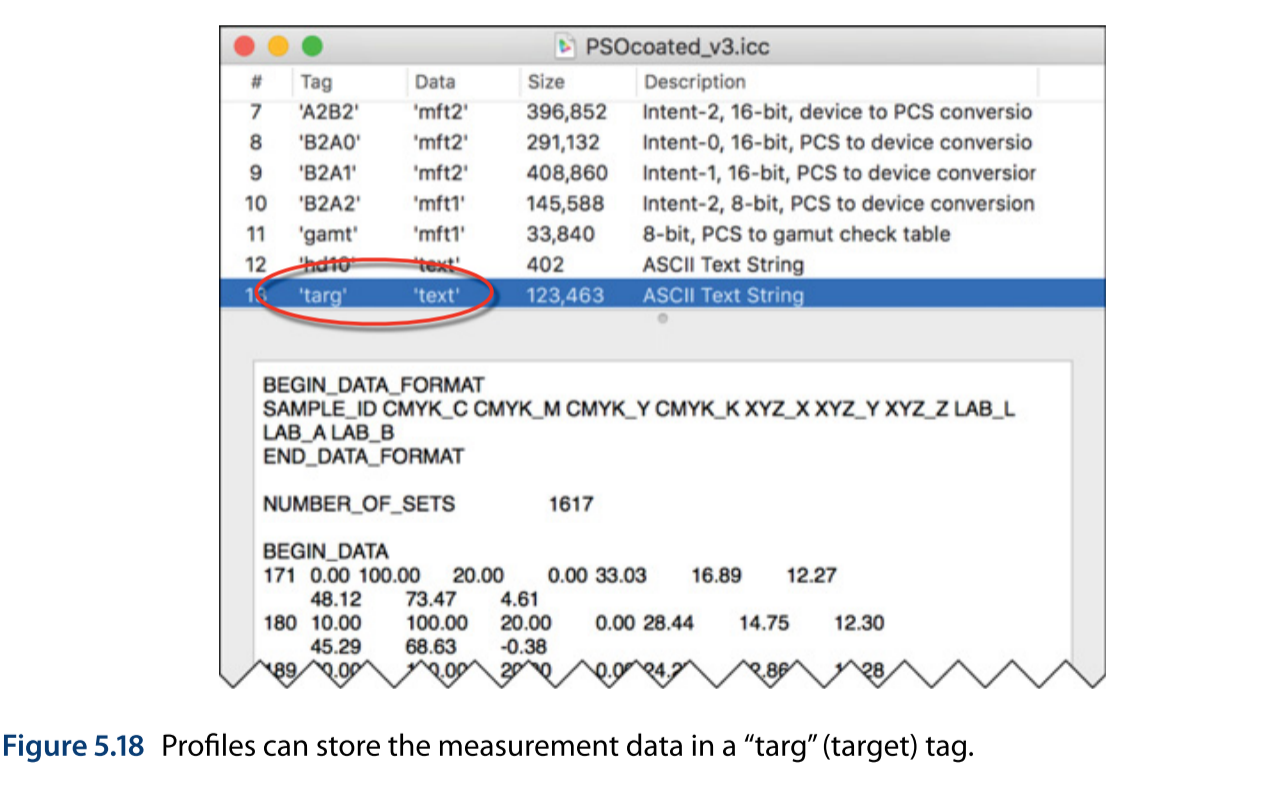 PSOcoated_v3.icc
# Tag Data Size Description
7 'A2B2' 'mft2' 396,852 Intent-2, 16-bit, device to PCS conversio
8 'B2A0' 'mft2' 291,132 Intent-0, 16-bit, PCS to device conversio
9 'B2A1' 'mft2' 408,860 Intent-1, 16-bit, PCS to device conversior
10 'B2A2' 'mft1' 145,588 Intent-2, 8-bit, PCS to device conversion
11 'gamt' 'mft1' 33,840 8-bit, PCS to gamut check table
12 'hd10' 'text' 402 ASCII Text String
13 'targ' 'text' 123,463 ASCII Text String
BEGIN_DATA_FORMAT
SAMPLE_ID CMYK_C CMYK_M CMYK_Y CMYK_K XYZ_X XYZ_Y XYZ_Z LAB_L
LAB_A LAB_B
END_DATA_FORMAT
NUMBER_OF_SETS 1617
BEGIN_DATA
171 0.00 100.00 20.00 0.00 33.03 16.89 12.27
48.12 73.47 4.61
180 10.00 100.00 20.00 0.00 28.44 14.75 12.30
45.29 68.63 -0.38
Figure 5.18 Profiles can store the measurement data in a “targ” (target) tag.